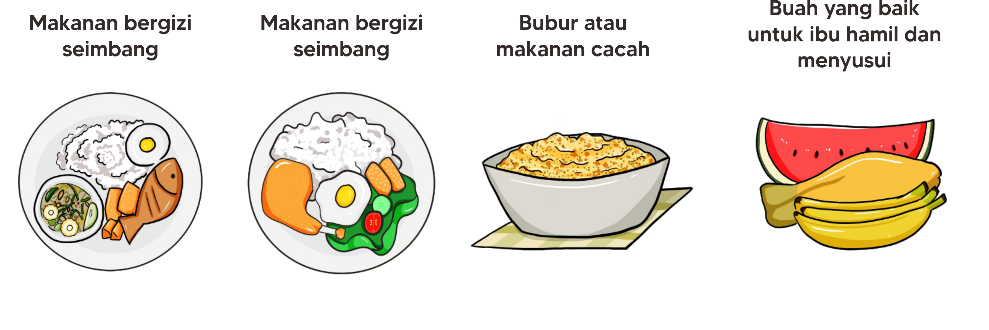 Makanan bergizi
seimbang
Makanan bergizi
seimbang
Bubur atau
makanan cacah
Buah yang baik
untuk ibu hamil dan
menyusui